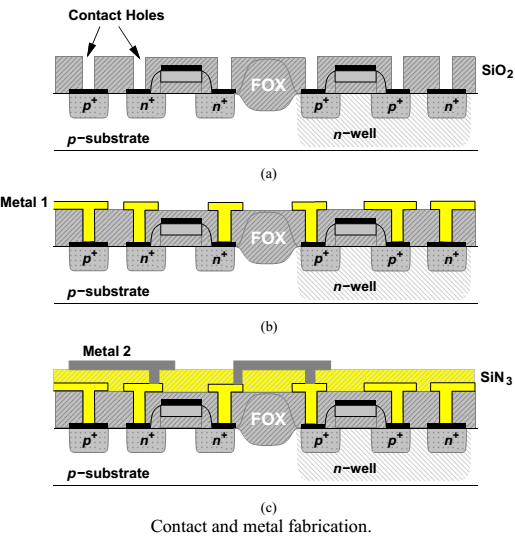 Contact Holes
SiO2
FOX
p+ n+ n+ p+ p+ n+
p−substrate
n−well
(a)
Metal 1
FOX
p+ n+ n+ p+ p+ n+
p−substrate
n−well
(b)
Metal 2
SiN3
FOX
p+ n+ n+ p+ p+ n+
p−substrate
n−well
(c)
Contact and metal fabrication.